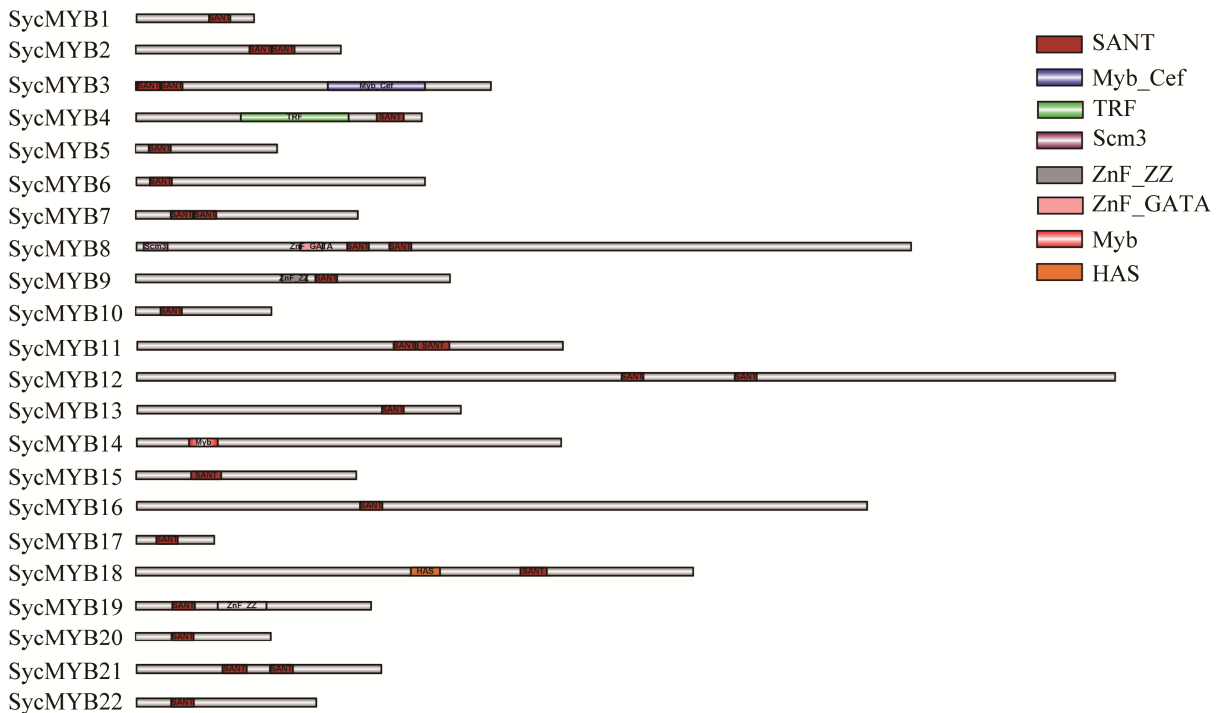 SycMYB1 SANT
SycMYB2 SANT SANT
SycMYB3 SANT SANT Myb_Cef
SycMYB4 TRF SANT
SycMYB5 SANT
SycMYB6 SANT
SycMYB7 SANT SANT
SycMYB8 Scm3 ZnF_GATA SANT SANT
SycMYB9 ZnF_ZZ SANT
SycMYB10 SANT
SycMYB11 SANT SANT
SycMYB12 SANT SANT
SycMYB13 SANT
SycMYB14 Myb
SycMYB15 SANT
SycMYB16 SANT
SycMYB17 SANT
SycMYB18 HAS SANT
SycMYB19 SANT ZnF_ZZ
SycMYB20 SANT
SycMYB21 SANT SANT
SycMYB22 SANT
SANT
Myb_Cef
TRF
Scm3
ZnF_ZZ
ZnF_GATA
Myb
HAS